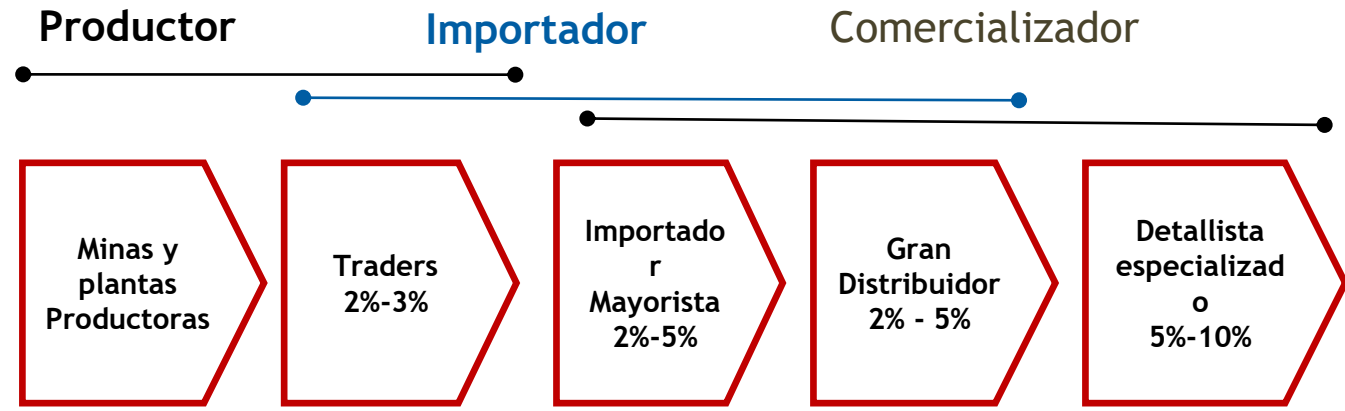 Productor
Importador
Comercializador
Minas y
plantas
Productoras
Traders
2%-3%
Importado
r
Mayorista
2%-5%
Gran
Distribuidor
2% - 5%
Detallista
especializad
o
5%-10%